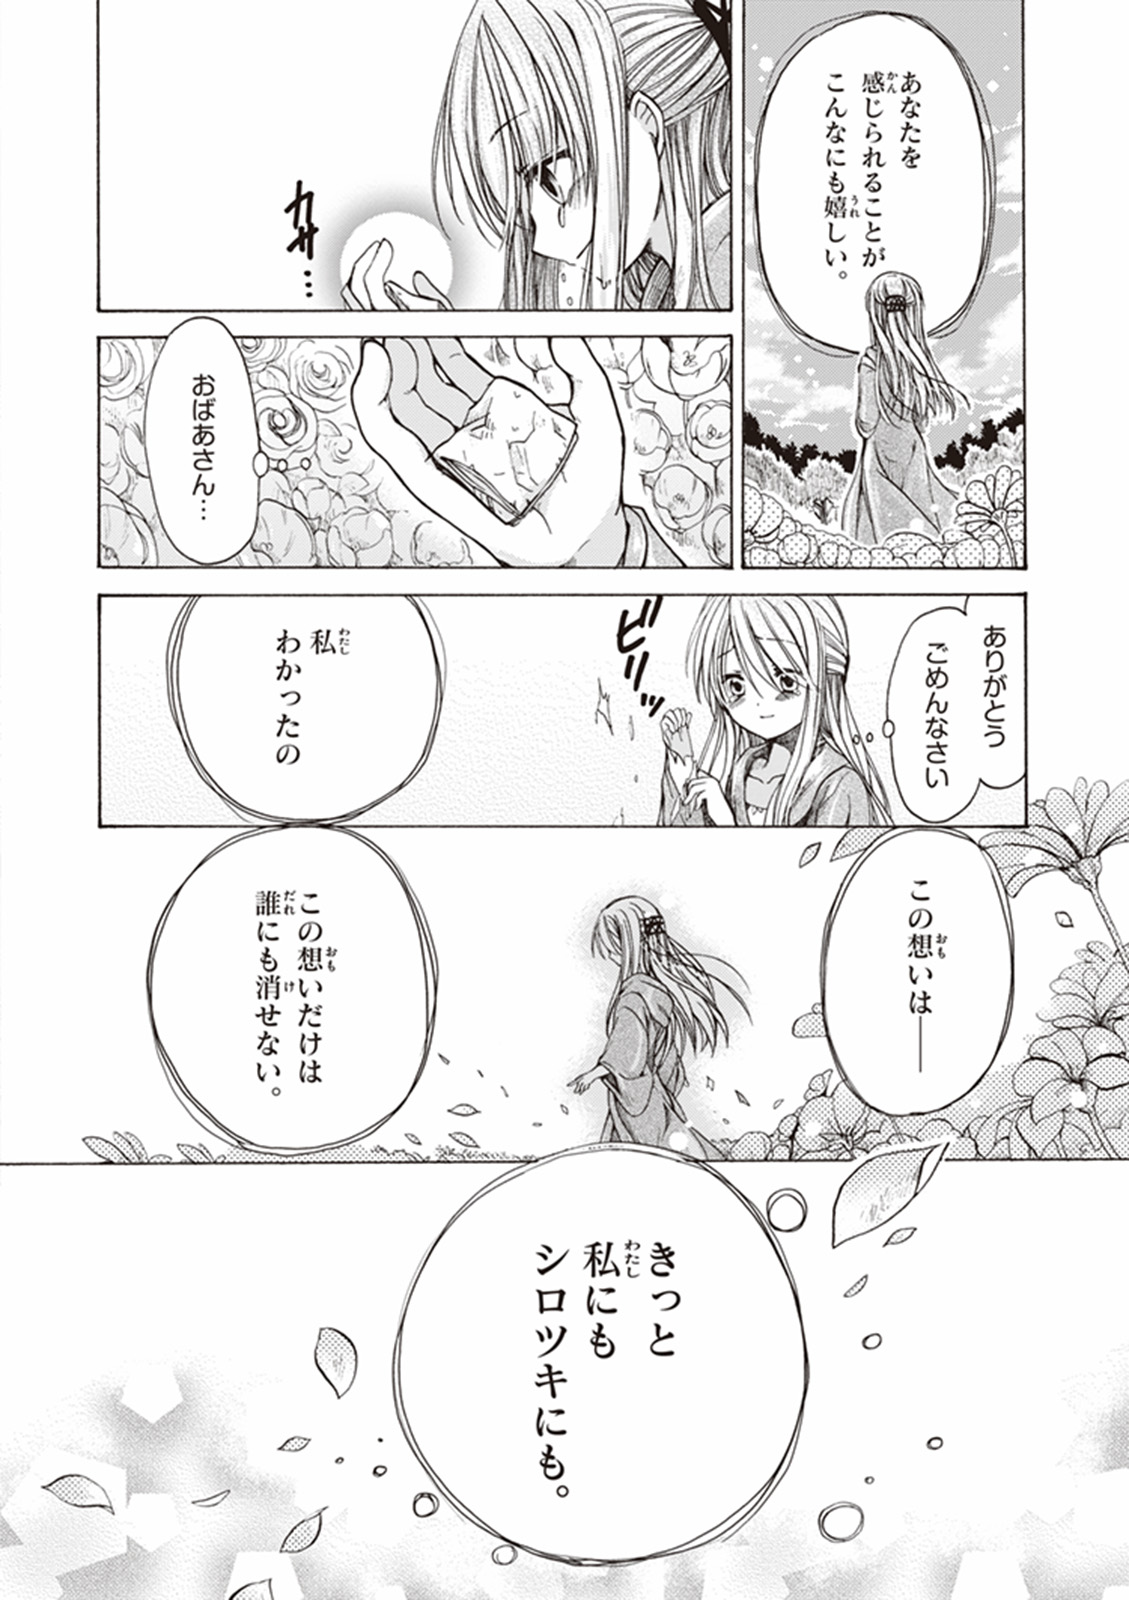 あなたを
感じられることが
こんなにも嬉しい。
カサ…
おばあさん…
ありがとう
ごめんなさい
ビリッ
私
わかったの
この想いは――
この想いだけは
誰にも消せない。
きっと
私にも
シロツキにも。